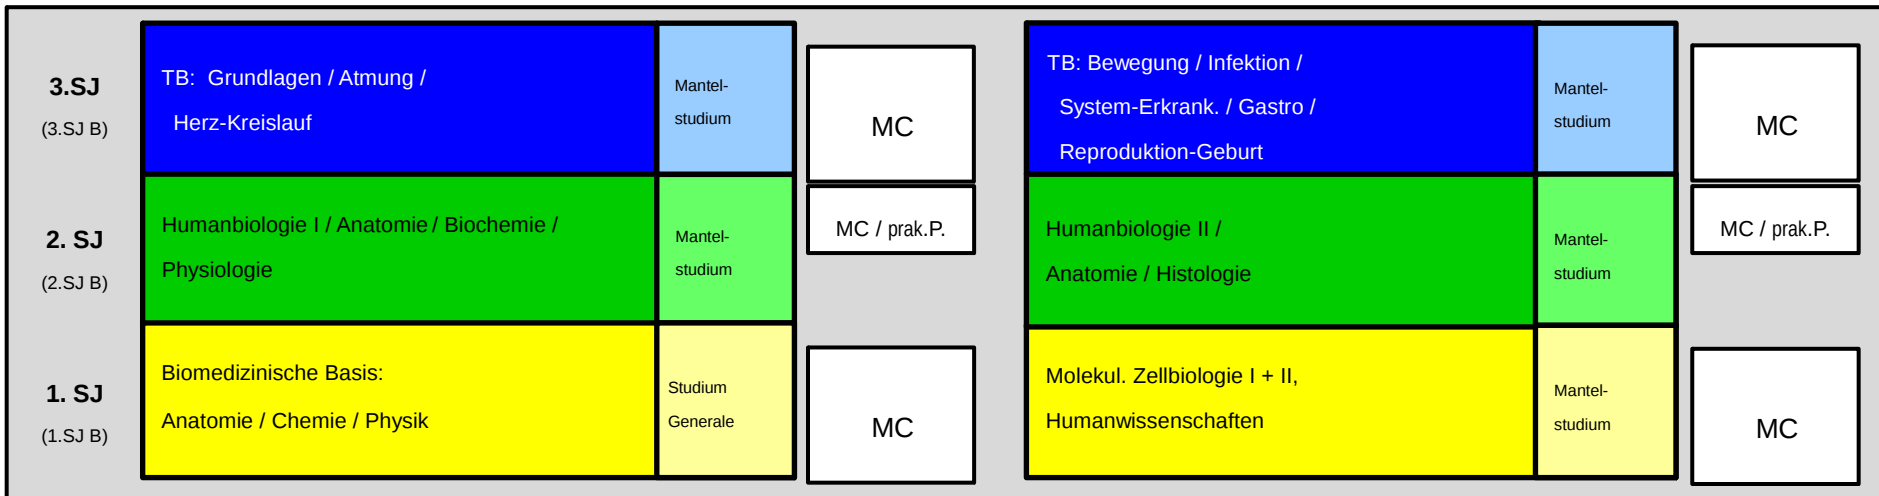 3.SJ
(3.SJ B)
TB: Grundlagen / Atmung /
Herz-Kreislauf
Mantel-
studium
MC
TB: Bewegung / Infektion /
System-Erkrank. / Gastro /
Reproduktion-Geburt
Mantel-
studium
MC
2. SJ
(2.SJ B)
Humanbiologie I / Anatomie / Biochemie /
Physiologie
Mantel-
studium
MC / prak.P.
Humanbiologie II /
Anatomie / Histologie
Mantel-
studium
MC / prak.P.
1. SJ
(1.SJ B)
Biomedizinische Basis:
Anatomie / Chemie / Physik
Studium
Generale
MC
Molekul. Zellbiologie I + II,
Humanwissenschaften
Mantel-
studium
MC